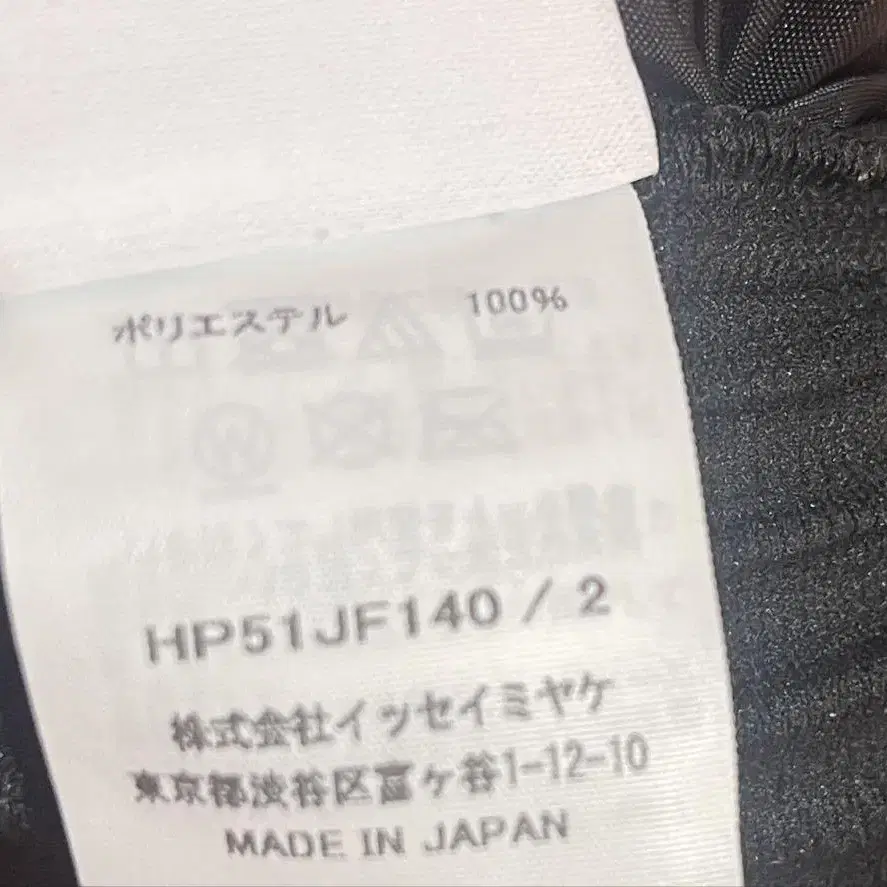 ポリエステル 100%
HP51JF140 / 2
株式会社イッセイミヤケ
東京都渋谷区富ケ谷1-12-10
MADE IN JAPAN